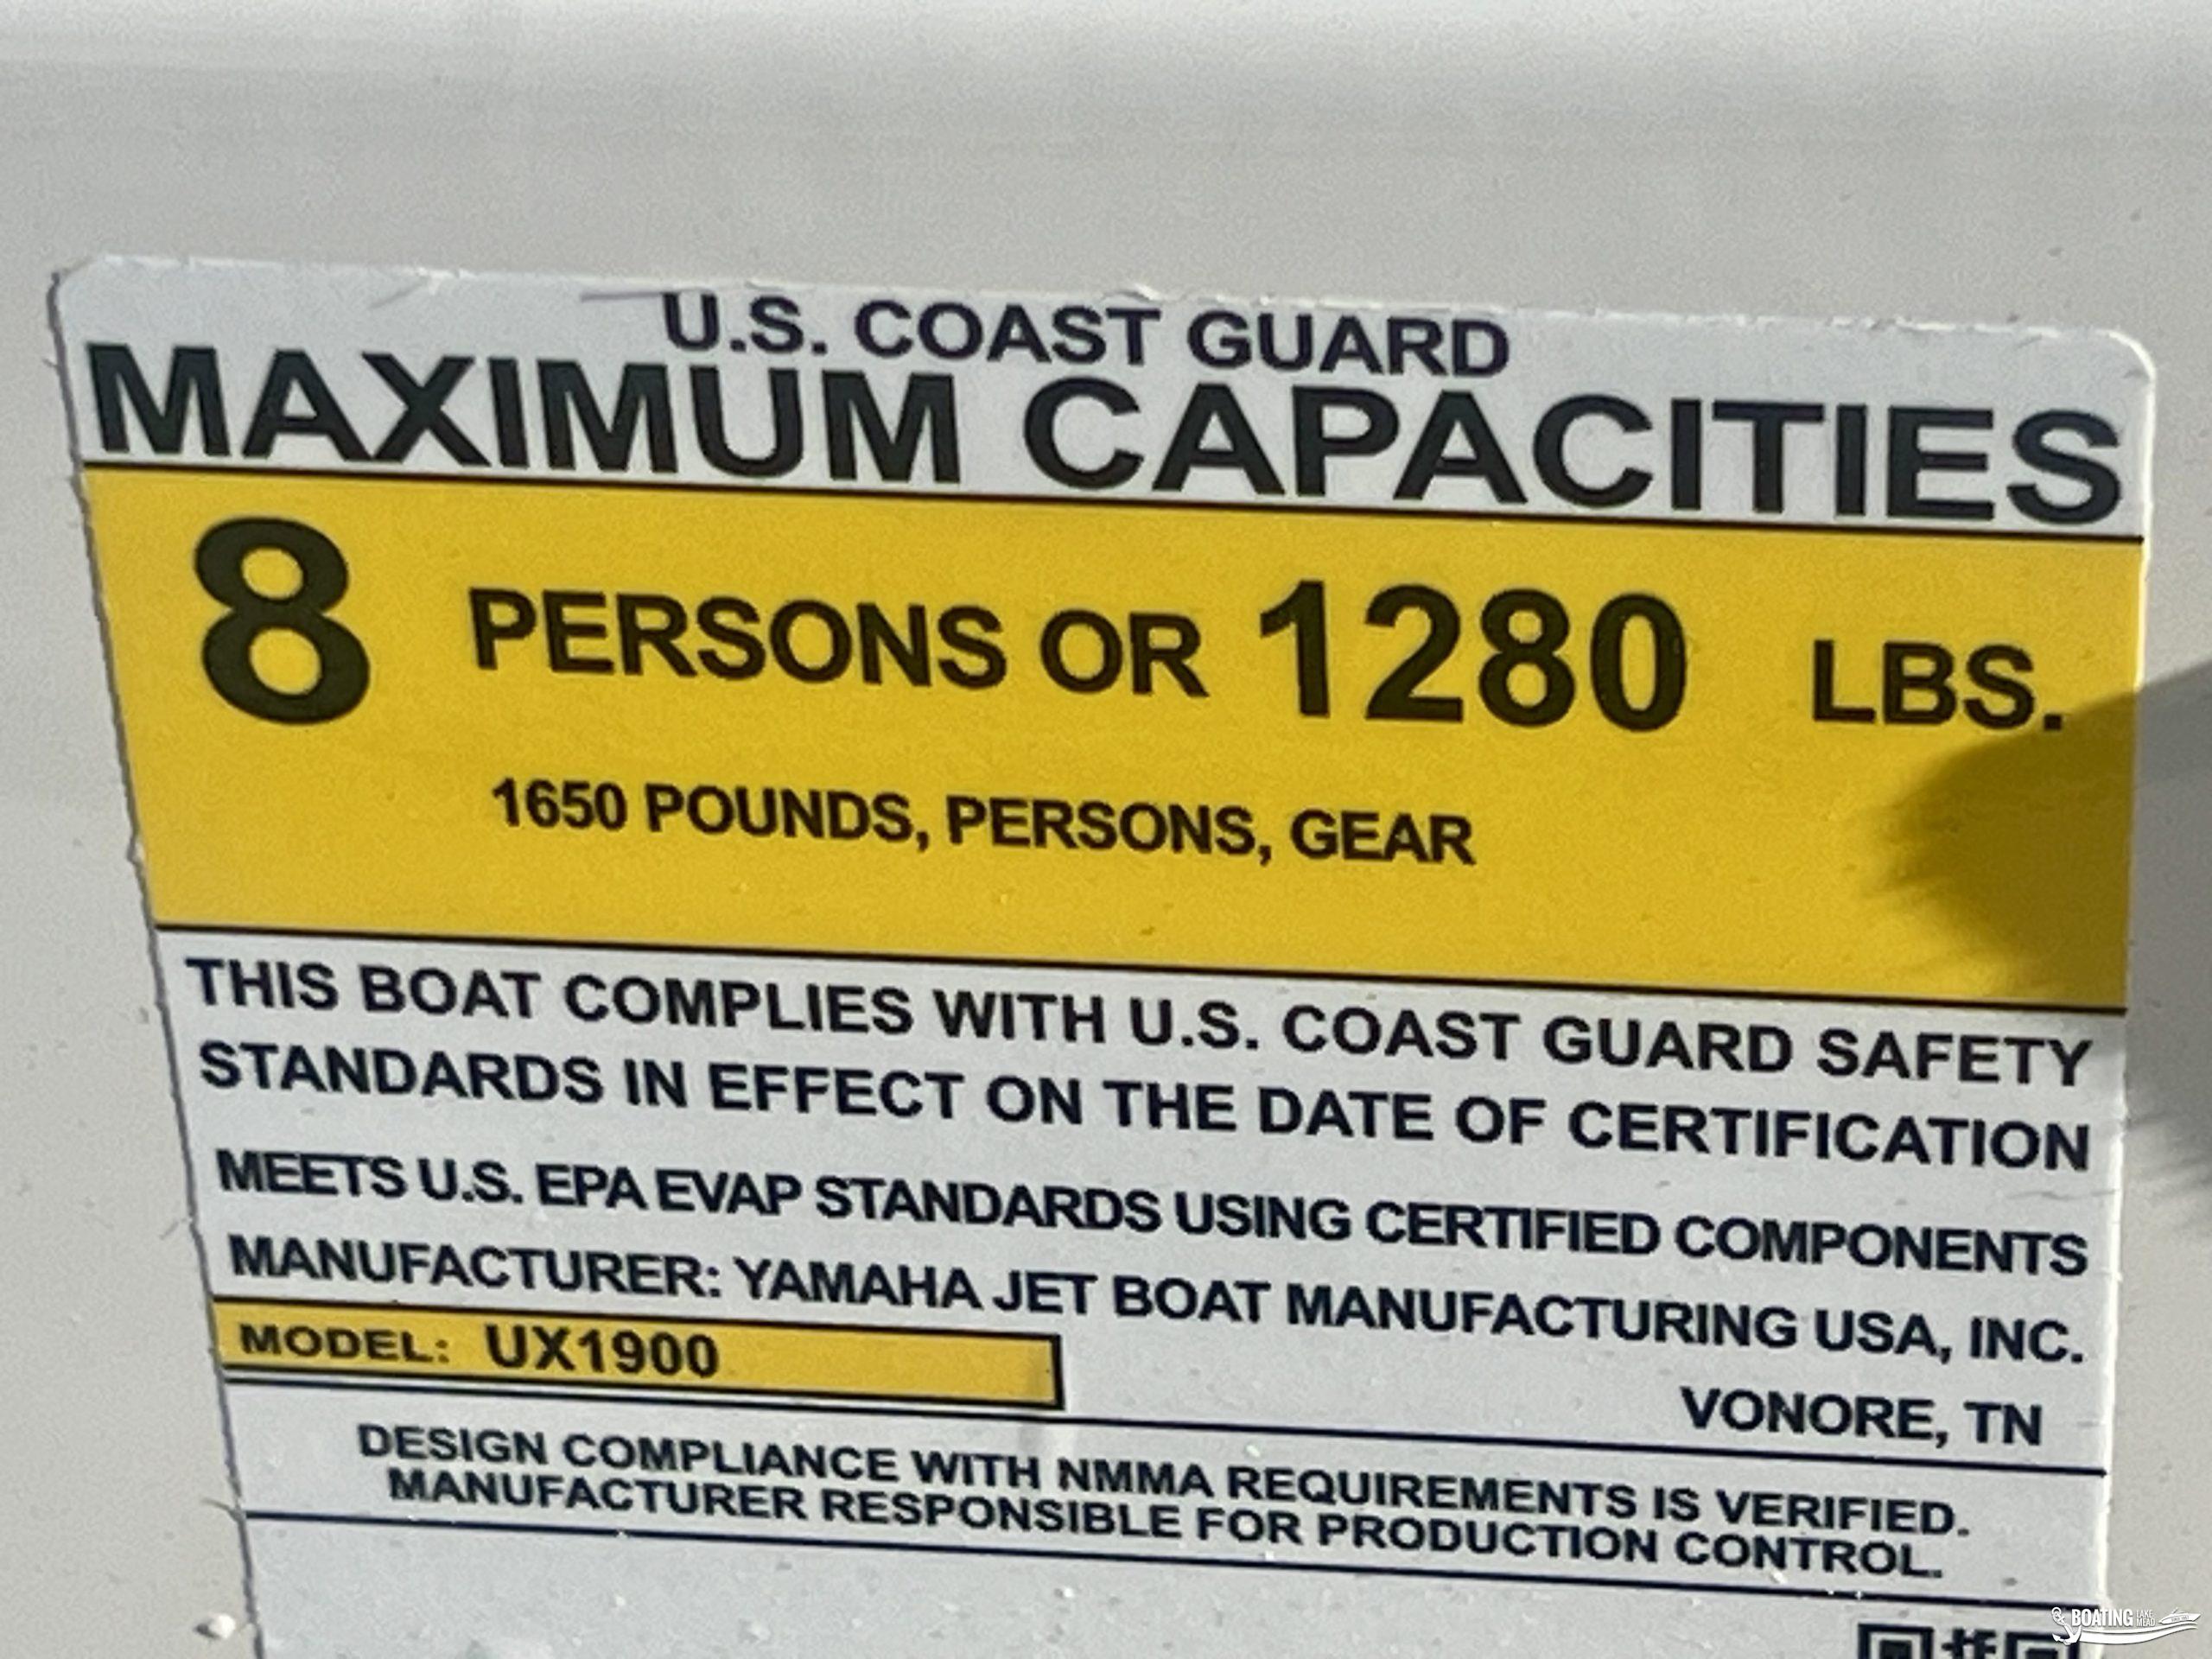 U.S. COAST GUARD
MAXIMUM CAPACITIES
8 PERSONS OR 1280 LBS.
1650 POUNDS, PERSONS, GEAR
THIS BOAT COMPLIES WITH U.S. COAST GUARD SAFETY
STANDARDS IN EFFECT ON THE DATE OF CERTIFICATION
MEETS U.S. EPA EVAP STANDARDS USING CERTIFIED COMPONENTS
MANUFACTURER: YAMAHA JET BOAT MANUFACTURING USA, INC.
MODEL: UX1900
VONORE, TN
DESIGN COMPLIANCE WITH NMMA REQUIREMENTS IS VERIFIED.
MANUFACTURER RESPONSIBLE FOR PRODUCTION CONTROL.
BOATING LAKE MEAD